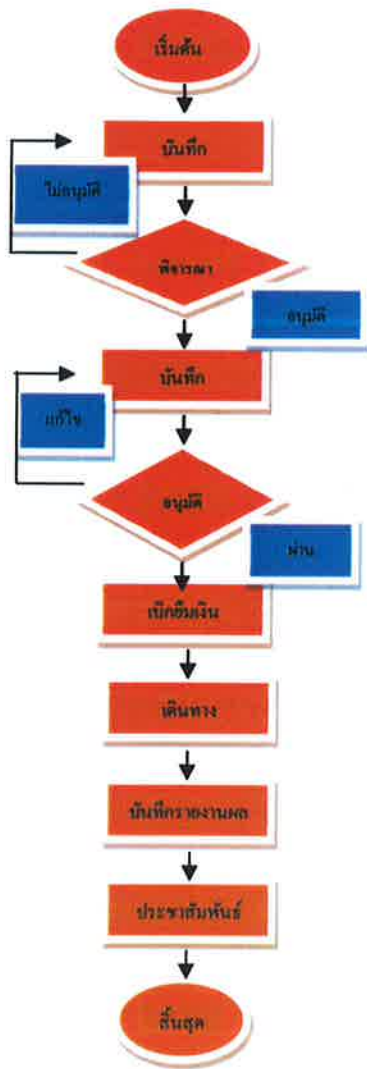 เริ่มต้น
บันทึก
ไม่อนุมัติ
พิจารณา
อนุมัติ
บันทึก
แก้ไข
อนุมัติ
ผ่าน
เบิกยืมเงิน
เดินทาง
บันทึกรายงานผล
ประชาสัมพันธ์
สิ้นสุด